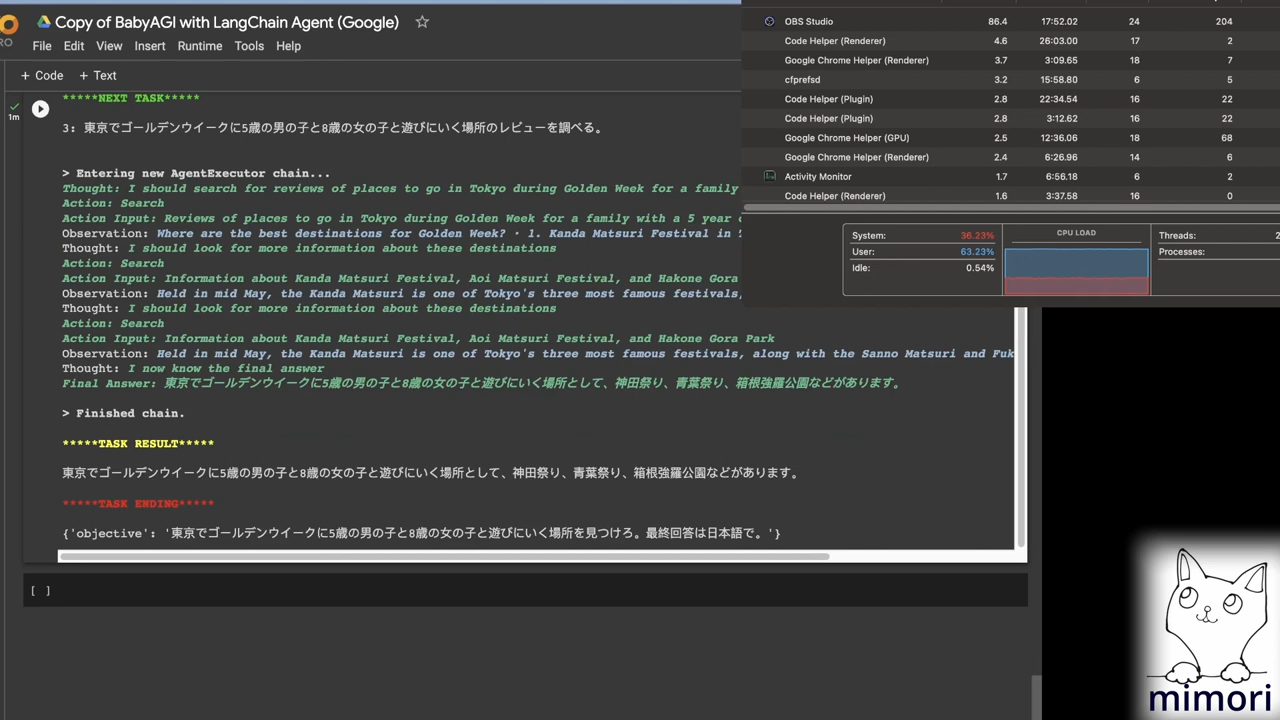 Copy of BabyAGI with LangChain Agent (Google)
File Edit View Insert Runtime Tools Help
+ Code + Text
1m
*****NEXT TASK*****
3: 東京でゴールデンウイークに5歳の男の子と8歳の女の子と遊びにいく場所のレビューを調べる。
> Entering new AgentExecutor chain...
Thought: I should search for reviews of places to go in Tokyo during Golden Week for a family
Action: Search
Action Input: Reviews of places to go in Tokyo during Golden Week for a family with a 5 year
Observation: Where are the best destinations for Golden Week? · 1. Kanda Matsuri Festival in
Thought: I should look for more information about these destinations
Action: Search
Action Input: Information about Kanda Matsuri Festival, Aoi Matsuri Festival, and Hakone Gora
Observation: Held in mid May, the Kanda Matsuri is one of Tokyo's three most famous festivals,
Thought: I should look for more information about these destinations
Action: Search
Action Input: Information about Kanda Matsuri Festival, Aoi Matsuri Festival, and Hakone Gora Park
Observation: Held in mid May, the Kanda Matsuri is one of Tokyo's three most famous festivals, along with the Sanno Matsuri and Fuk
Thought: I now know the final answer
Final Answer: 東京でゴールデンウイークに5歳の男の子と8歳の女の子と遊びにいく場所として、神田祭り、青葉祭り、箱根強羅公園などがあります。
> Finished chain.
*****TASK RESULT*****
東京でゴールデンウイークに5歳の男の子と8歳の女の子と遊びにいく場所として、神田祭り、青葉祭り、箱根強羅公園などがあります。
*****TASK ENDING*****
{'objective': '東京でゴールデンウイークに5歳の男の子と8歳の女の子と遊びにいく場所を見つけろ。最終回答は日本語で。'}
[ ]
OBS Studio 86.4 17:52.02 24 204
Code Helper (Renderer) 4.6 26:03.00 17 2
Google Chrome Helper (Renderer) 3.7 3:09.65 18 7
cfprefsd 3.2 15:58.80 6 5
Code Helper (Plugin) 2.8 22:34.54 16 22
Code Helper (Plugin) 2.8 3:12.62 16 22
Google Chrome Helper (GPU) 2.5 12:36.06 18 68
Google Chrome Helper (Renderer) 2.4 6:26.96 14 6
Activity Monitor 1.7 6:56.18 6 2
Code Helper (Renderer) 1.6 3:37.58 16 0
System: 36.23% CPU LOAD Threads:
User: 63.23% Processes:
Idle: 0.54%
mimori